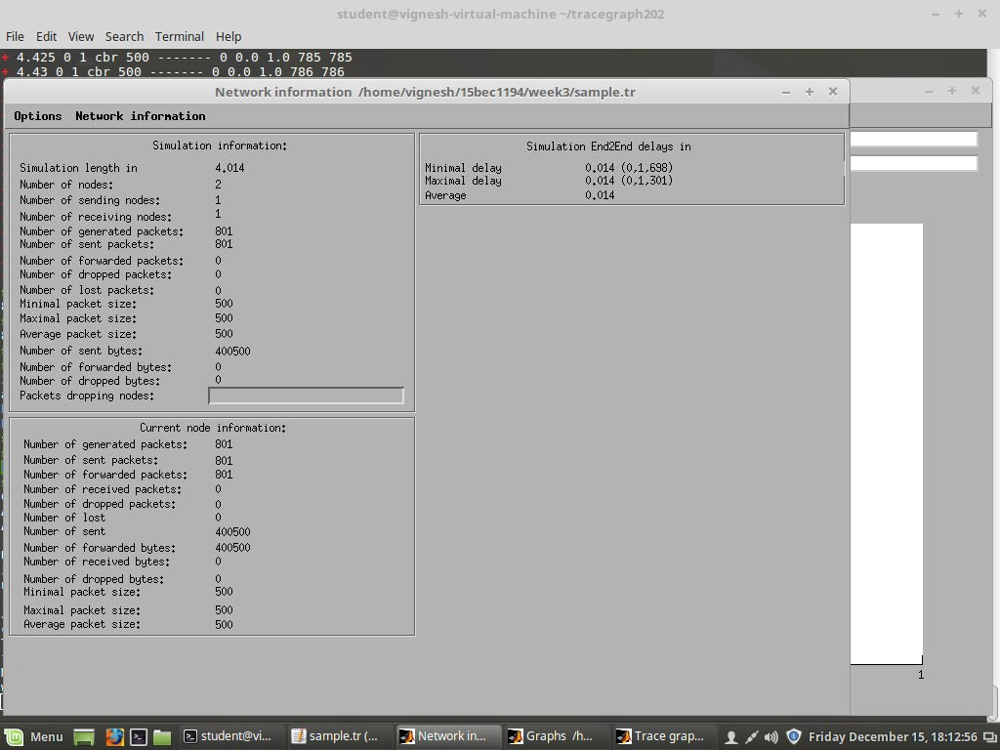 student@vignesh-virtual-machine ~/tracegraph202
File Edit View Search Terminal Help
+ 4.425 0 1 cbr 500 ------- 0 0.0 1.0 785 785
+ 4.43 0 1 cbr 500 ------- 0 0.0 1.0 786 786
Network information /home/vignesh/15bec1194/week3/sample.tr
Options Network information
Simulation information:
Simulation length in 4.014
Number of nodes: 2
Number of sending nodes: 1
Number of receiving nodes: 1
Number of generated packets: 801
Number of sent packets: 801
Number of forwarded packets: 0
Number of dropped packets: 0
Number of lost packets: 0
Minimal packet size: 500
Maximal packet size: 500
Average packet size: 500
Number of sent bytes: 400500
Number of forwarded bytes: 0
Number of dropped bytes: 0
Packets dropping nodes:
Simulation End2End delays in
Minimal delay 0.014 (0,1,698)
Maximal delay 0.014 (0,1,301)
Average 0.014
Current node information:
Number of generated packets: 801
Number of sent packets: 801
Number of forwarded packets: 801
Number of received packets: 0
Number of dropped packets: 0
Number of lost 0
Number of sent 400500
Number of forwarded bytes: 400500
Number of received bytes: 0
Number of dropped bytes: 0
Minimal packet size: 500
Maximal packet size: 500
Average packet size: 500
1
Menu student@vi... sample.tr (... Network in... Graphs /h... Trace grap... Friday December 15, 18:12:56